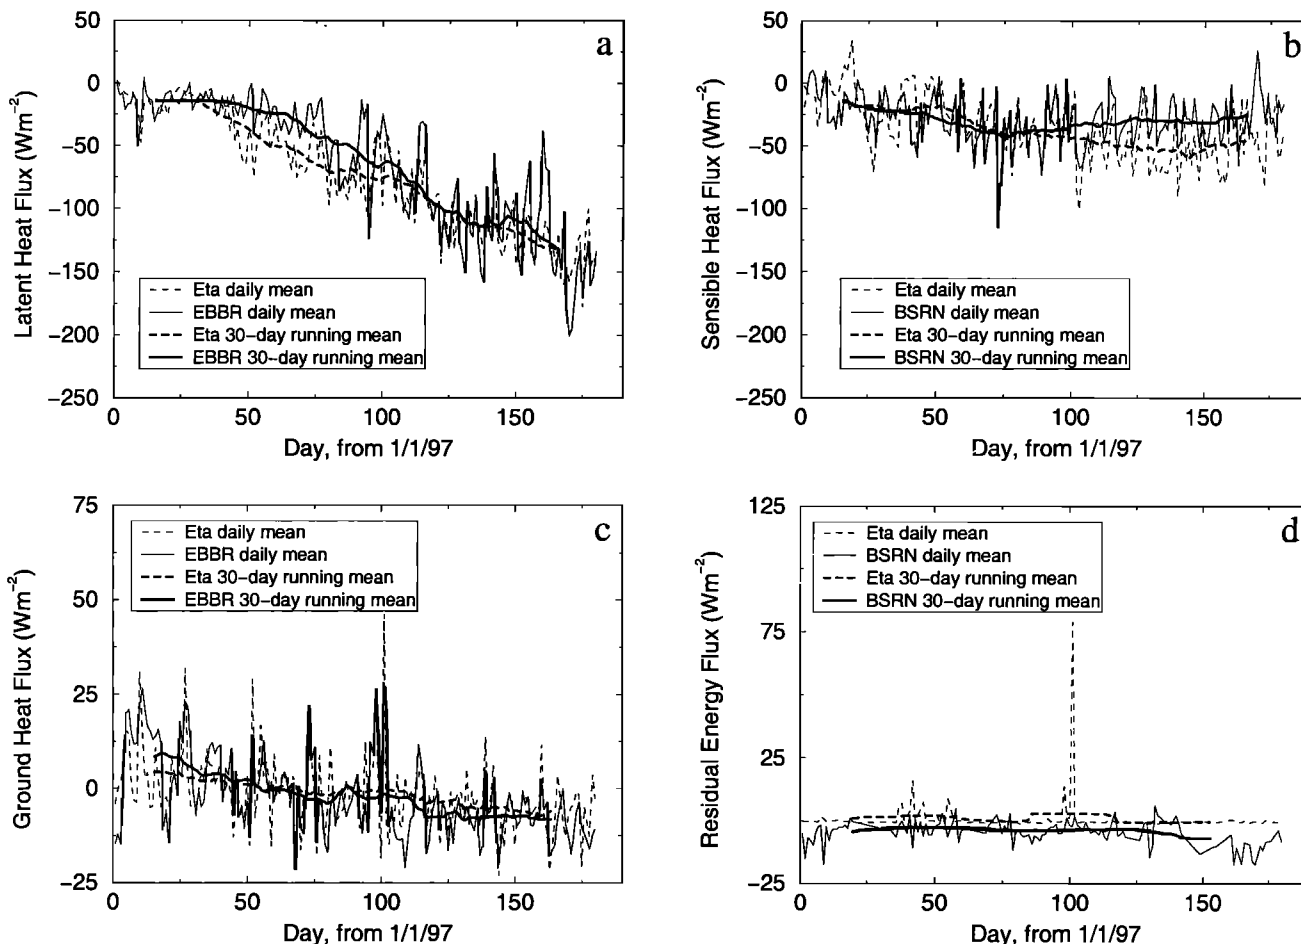 a
50
0
−50
−100
−150
−200
−250
Latent Heat Flux (Wm⁻²)
Eta daily mean
EBBR daily mean
Eta 30−day running mean
EBBR 30−day running mean
0 50 100 150
Day, from 1/1/97
b
50
0
−50
−100
−150
−200
−250
Sensible Heat Flux (Wm⁻²)
Eta daily mean
BSRN daily mean
Eta 30−day running mean
BSRN 30−day running mean
0 50 100 150
Day, from 1/1/97
c
75
50
25
0
−25
Ground Heat Flux (Wm⁻²)
Eta daily mean
EBBR daily mean
Eta 30−day running mean
EBBR 30−day running mean
0 50 100 150
Day, from 1/1/97
d
125
75
25
−25
Residual Energy Flux (Wm⁻²)
Eta daily mean
BSRN daily mean
Eta 30−day running mean
BSRN 30−day running mean
0 50 100 150
Day, from 1/1/97